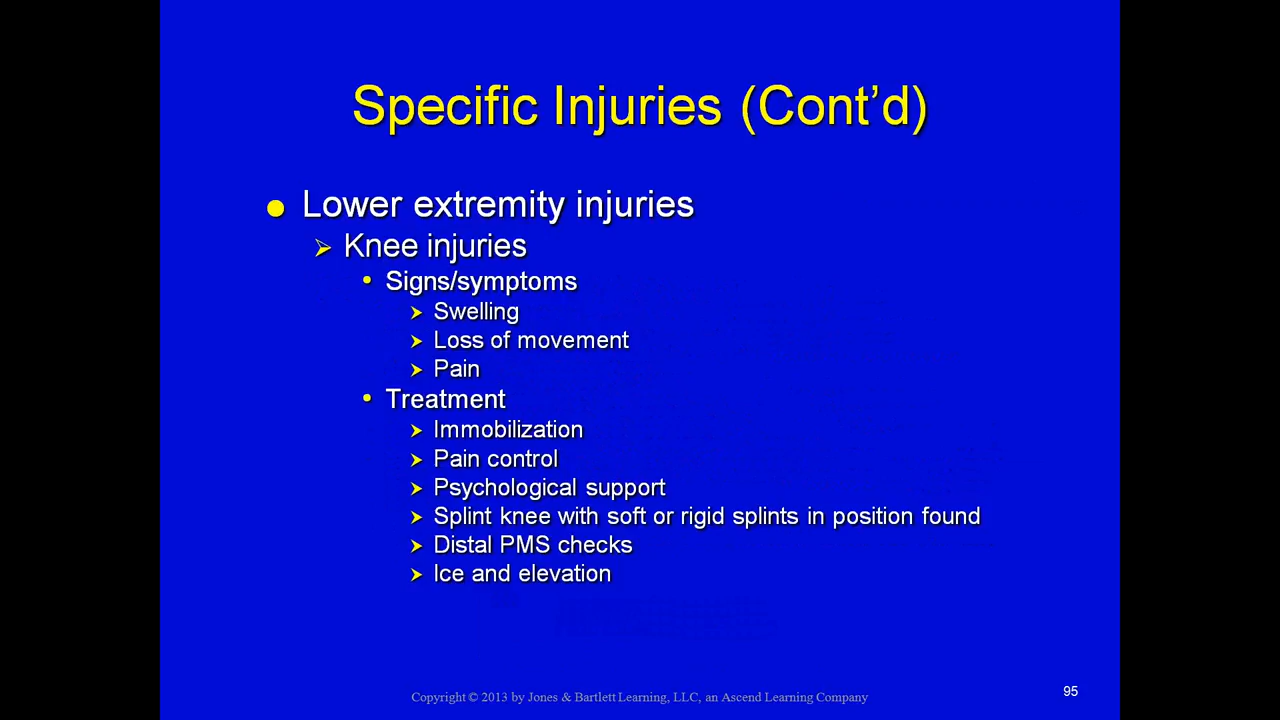 Specific Injuries (Cont’d)
Lower extremity injuries
Knee injuries
Signs/symptoms
Swelling
Loss of movement
Pain
Treatment
Immobilization
Pain control
Psychological support
Splint knee with soft or rigid splints in position found
Distal PMS checks
Ice and elevation
Copyright © 2013 by Jones & Bartlett Learning, LLC, an Ascend Learning Company
95